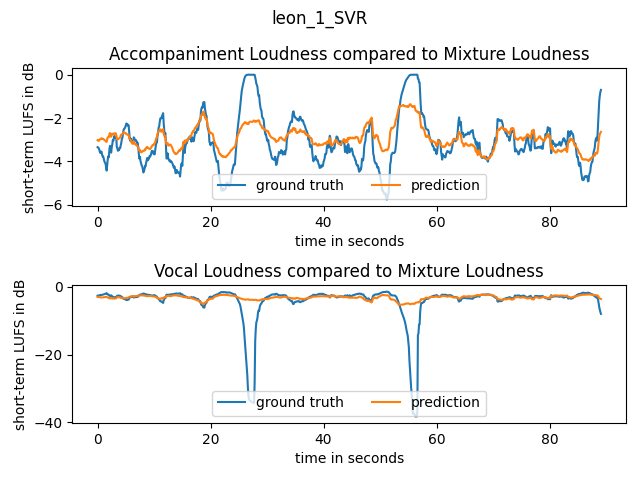 leon_1_SVR
Accompaniment Loudness compared to Mixture Loudness
short-term LUFS in dB
0
−2
−4
−6
ground truth
prediction
0 20 40 60 80
time in seconds
Vocal Loudness compared to Mixture Loudness
short-term LUFS in dB
0
−20
−40
ground truth
prediction
0 20 40 60 80
time in seconds